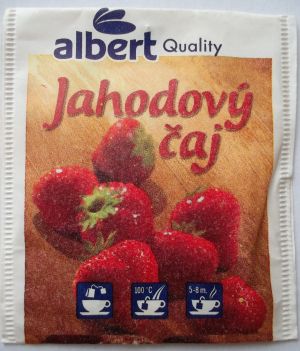 albert Quality
Jahodový
čaj
100 °C
5-8 m.